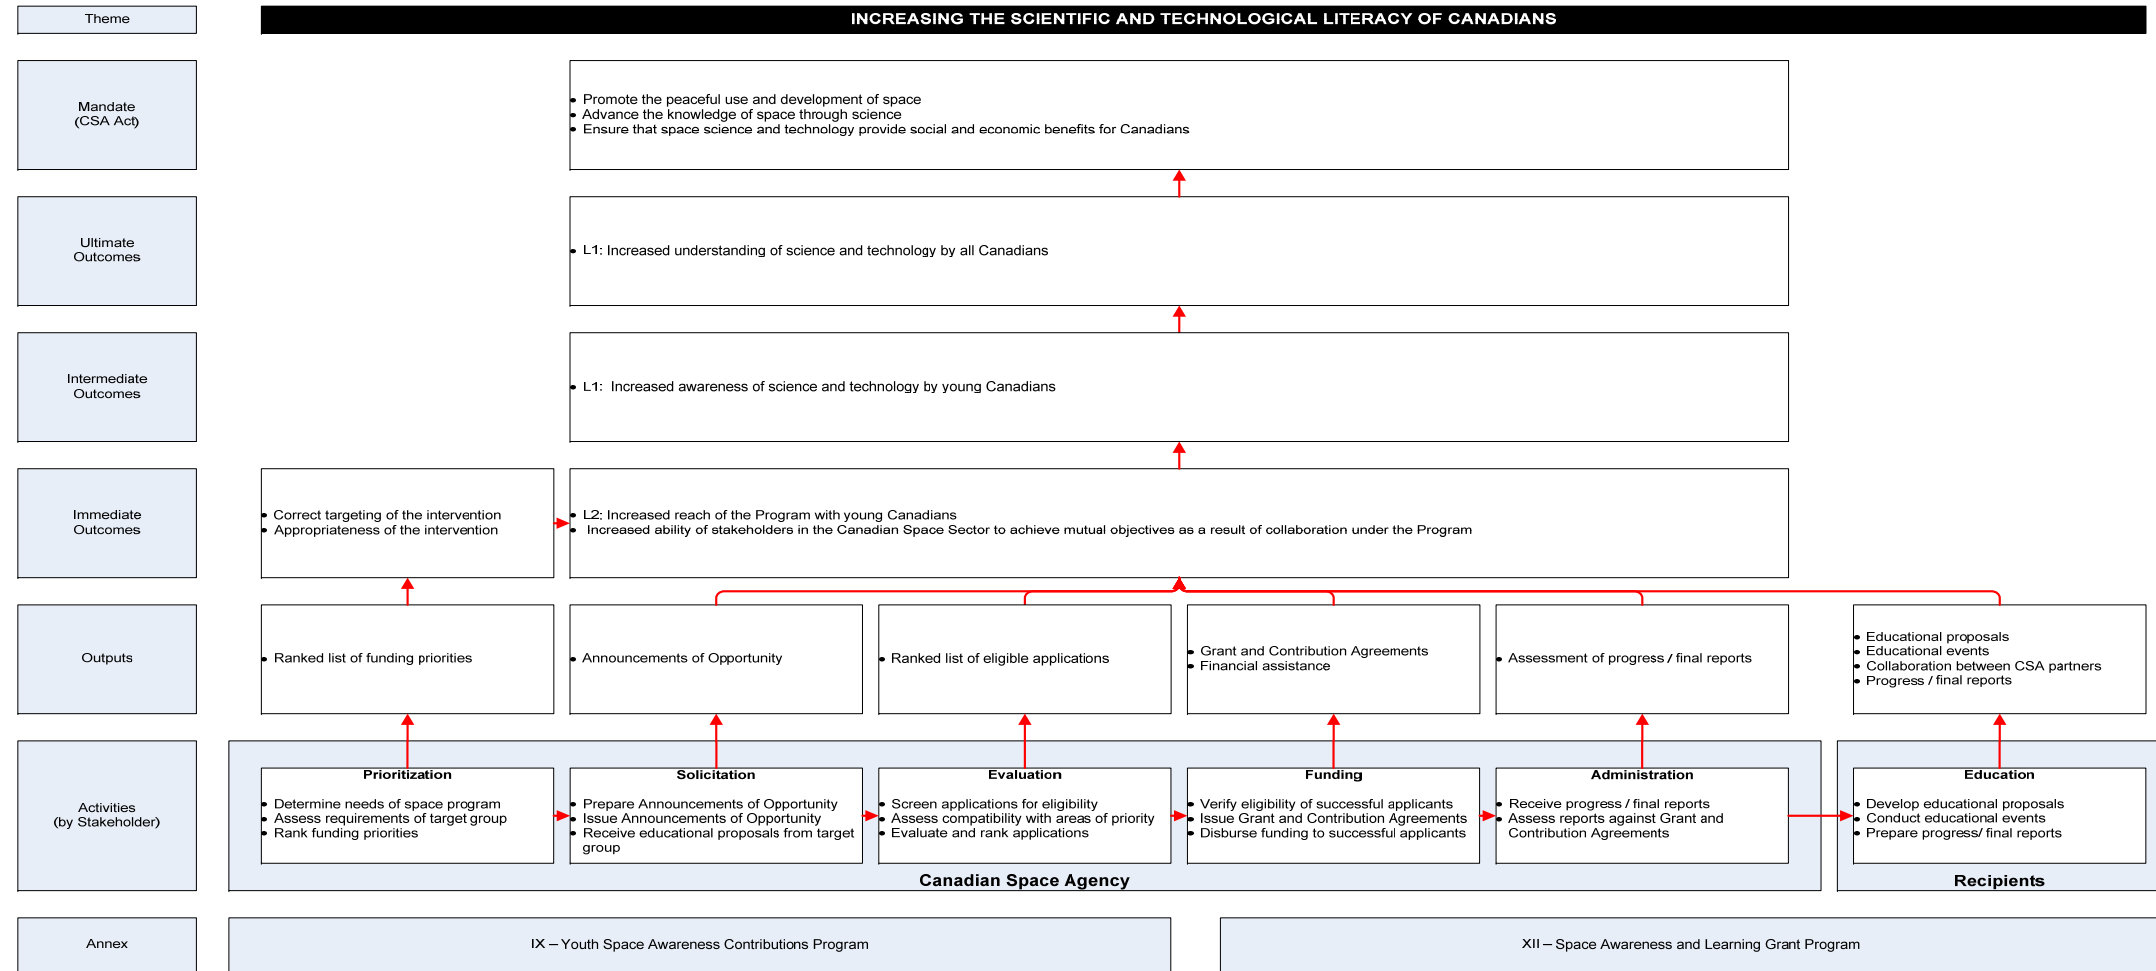 Theme
INCREASING THE SCIENTIFIC AND TECHNOLOGICAL LITERACY OF CANADIANS
Mandate
(CSA Act)
• Promote the peaceful use and development of space
• Advance the knowledge of space through science
• Ensure that space science and technology provide social and economic benefits for Canadians
Ultimate
Outcomes
• L1: Increased understanding of science and technology by all Canadians
Intermediate
Outcomes
• L1: Increased awareness of science and technology by young Canadians
Immediate
Outcomes
• Correct targeting of the intervention
• Appropriateness of the intervention
• L2: Increased reach of the Program with young Canadians
• Increased ability of stakeholders in the Canadian Space Sector to achieve mutual objectives as a result of collaboration under the Program
Outputs
• Ranked list of funding priorities
• Announcements of Opportunity
• Ranked list of eligible applications
• Grant and Contribution Agreements
• Financial assistance
• Assessment of progress / final reports
• Educational proposals
• Educational events
• Collaboration between CSA partners
• Progress / final reports
Activities
(by Stakeholder)
Prioritization
• Determine needs of space program
• Assess requirements of target group
• Rank funding priorities
Solicitation
• Prepare Announcements of Opportunity
• Issue Announcements of Opportunity
• Receive educational proposals from target
group
Evaluation
• Screen applications for eligibility
• Assess compatibility with areas of priority
• Evaluate and rank applications
Funding
• Verify eligibility of successful applicants
• Issue Grant and Contribution Agreements
• Disburse funding to successful applicants
Administration
• Receive progress / final reports
• Assess reports against Grant and
Contribution Agreements
Education
• Develop educational proposals
• Conduct educational events
• Prepare progress/ final reports
Canadian Space Agency
Recipients
Annex
IX – Youth Space Awareness Contributions Program
XII – Space Awareness and Learning Grant Program